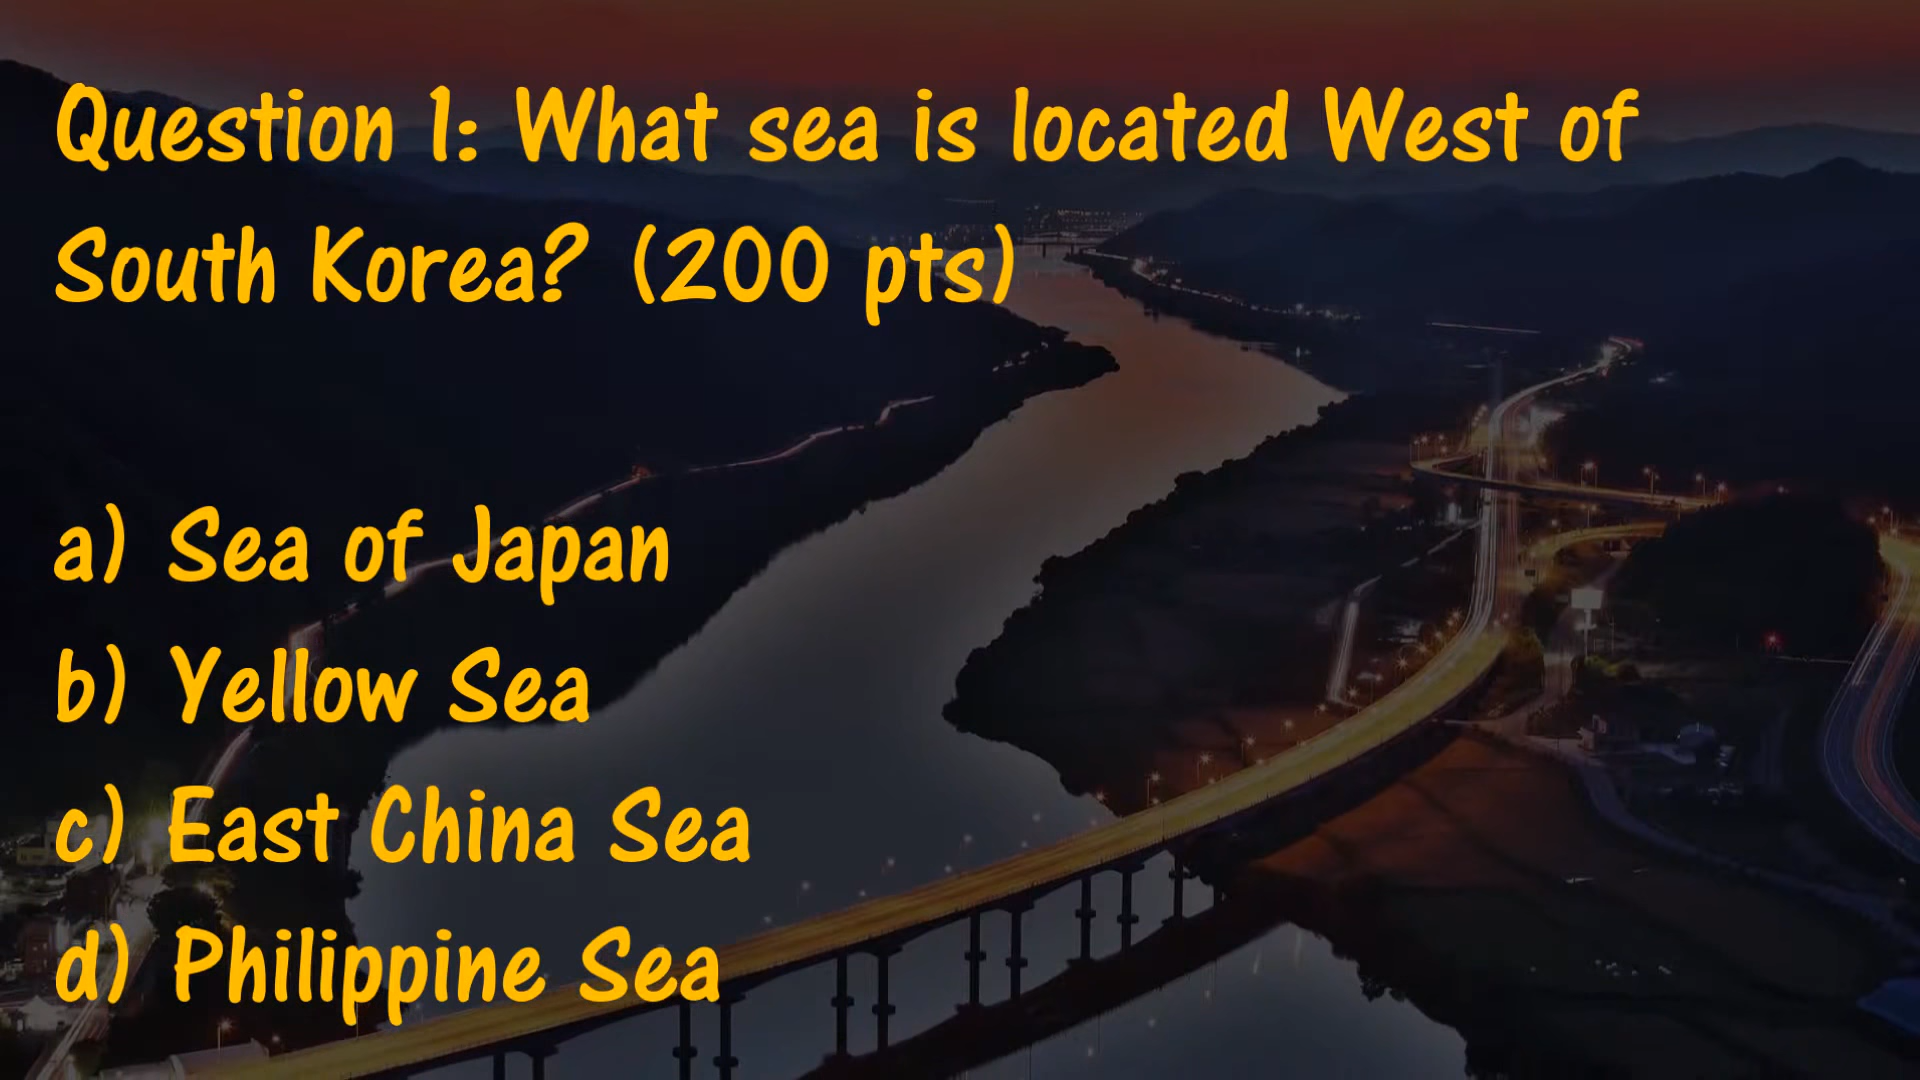 Question 1: What sea is located West of
South Korea? (200 pts)
a) Sea of Japan
b) Yellow Sea
c) East China Sea
d) Philippine Sea